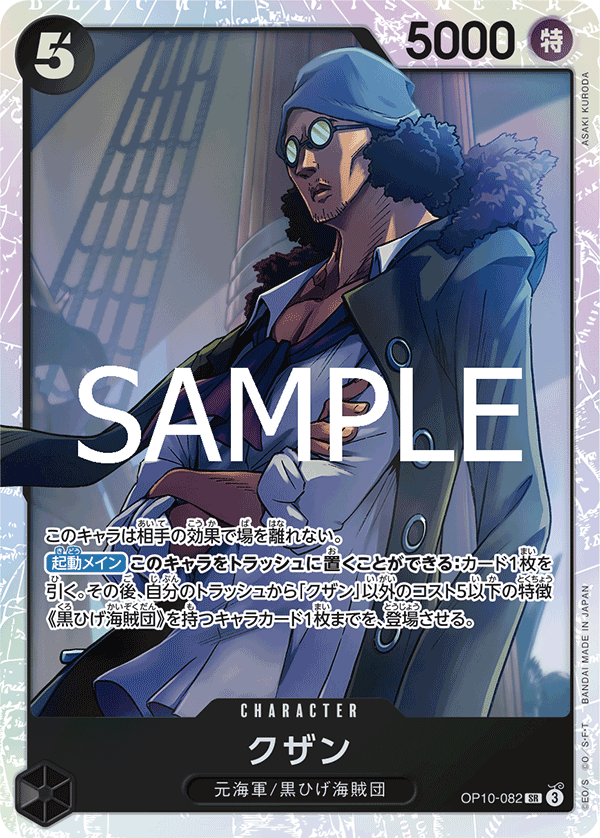 5
5000 特
ASAKI KURODA
SAMPLE
このキャラは相手の効果で場を離れない。
起動メイン このキャラをトラッシュに置くことができる：カード1枚を
引く。その後、自分のトラッシュから「クザン」以外のコスト5以下の特徴
《黒ひげ海賊団》を持つキャラカード1枚までを、登場させる。
CHARACTER
クザン
元海軍/黒ひげ海賊団
OP10-082 SR 3
©E.O/S. ©O/S・F・T BANDAI MADE IN JAPAN